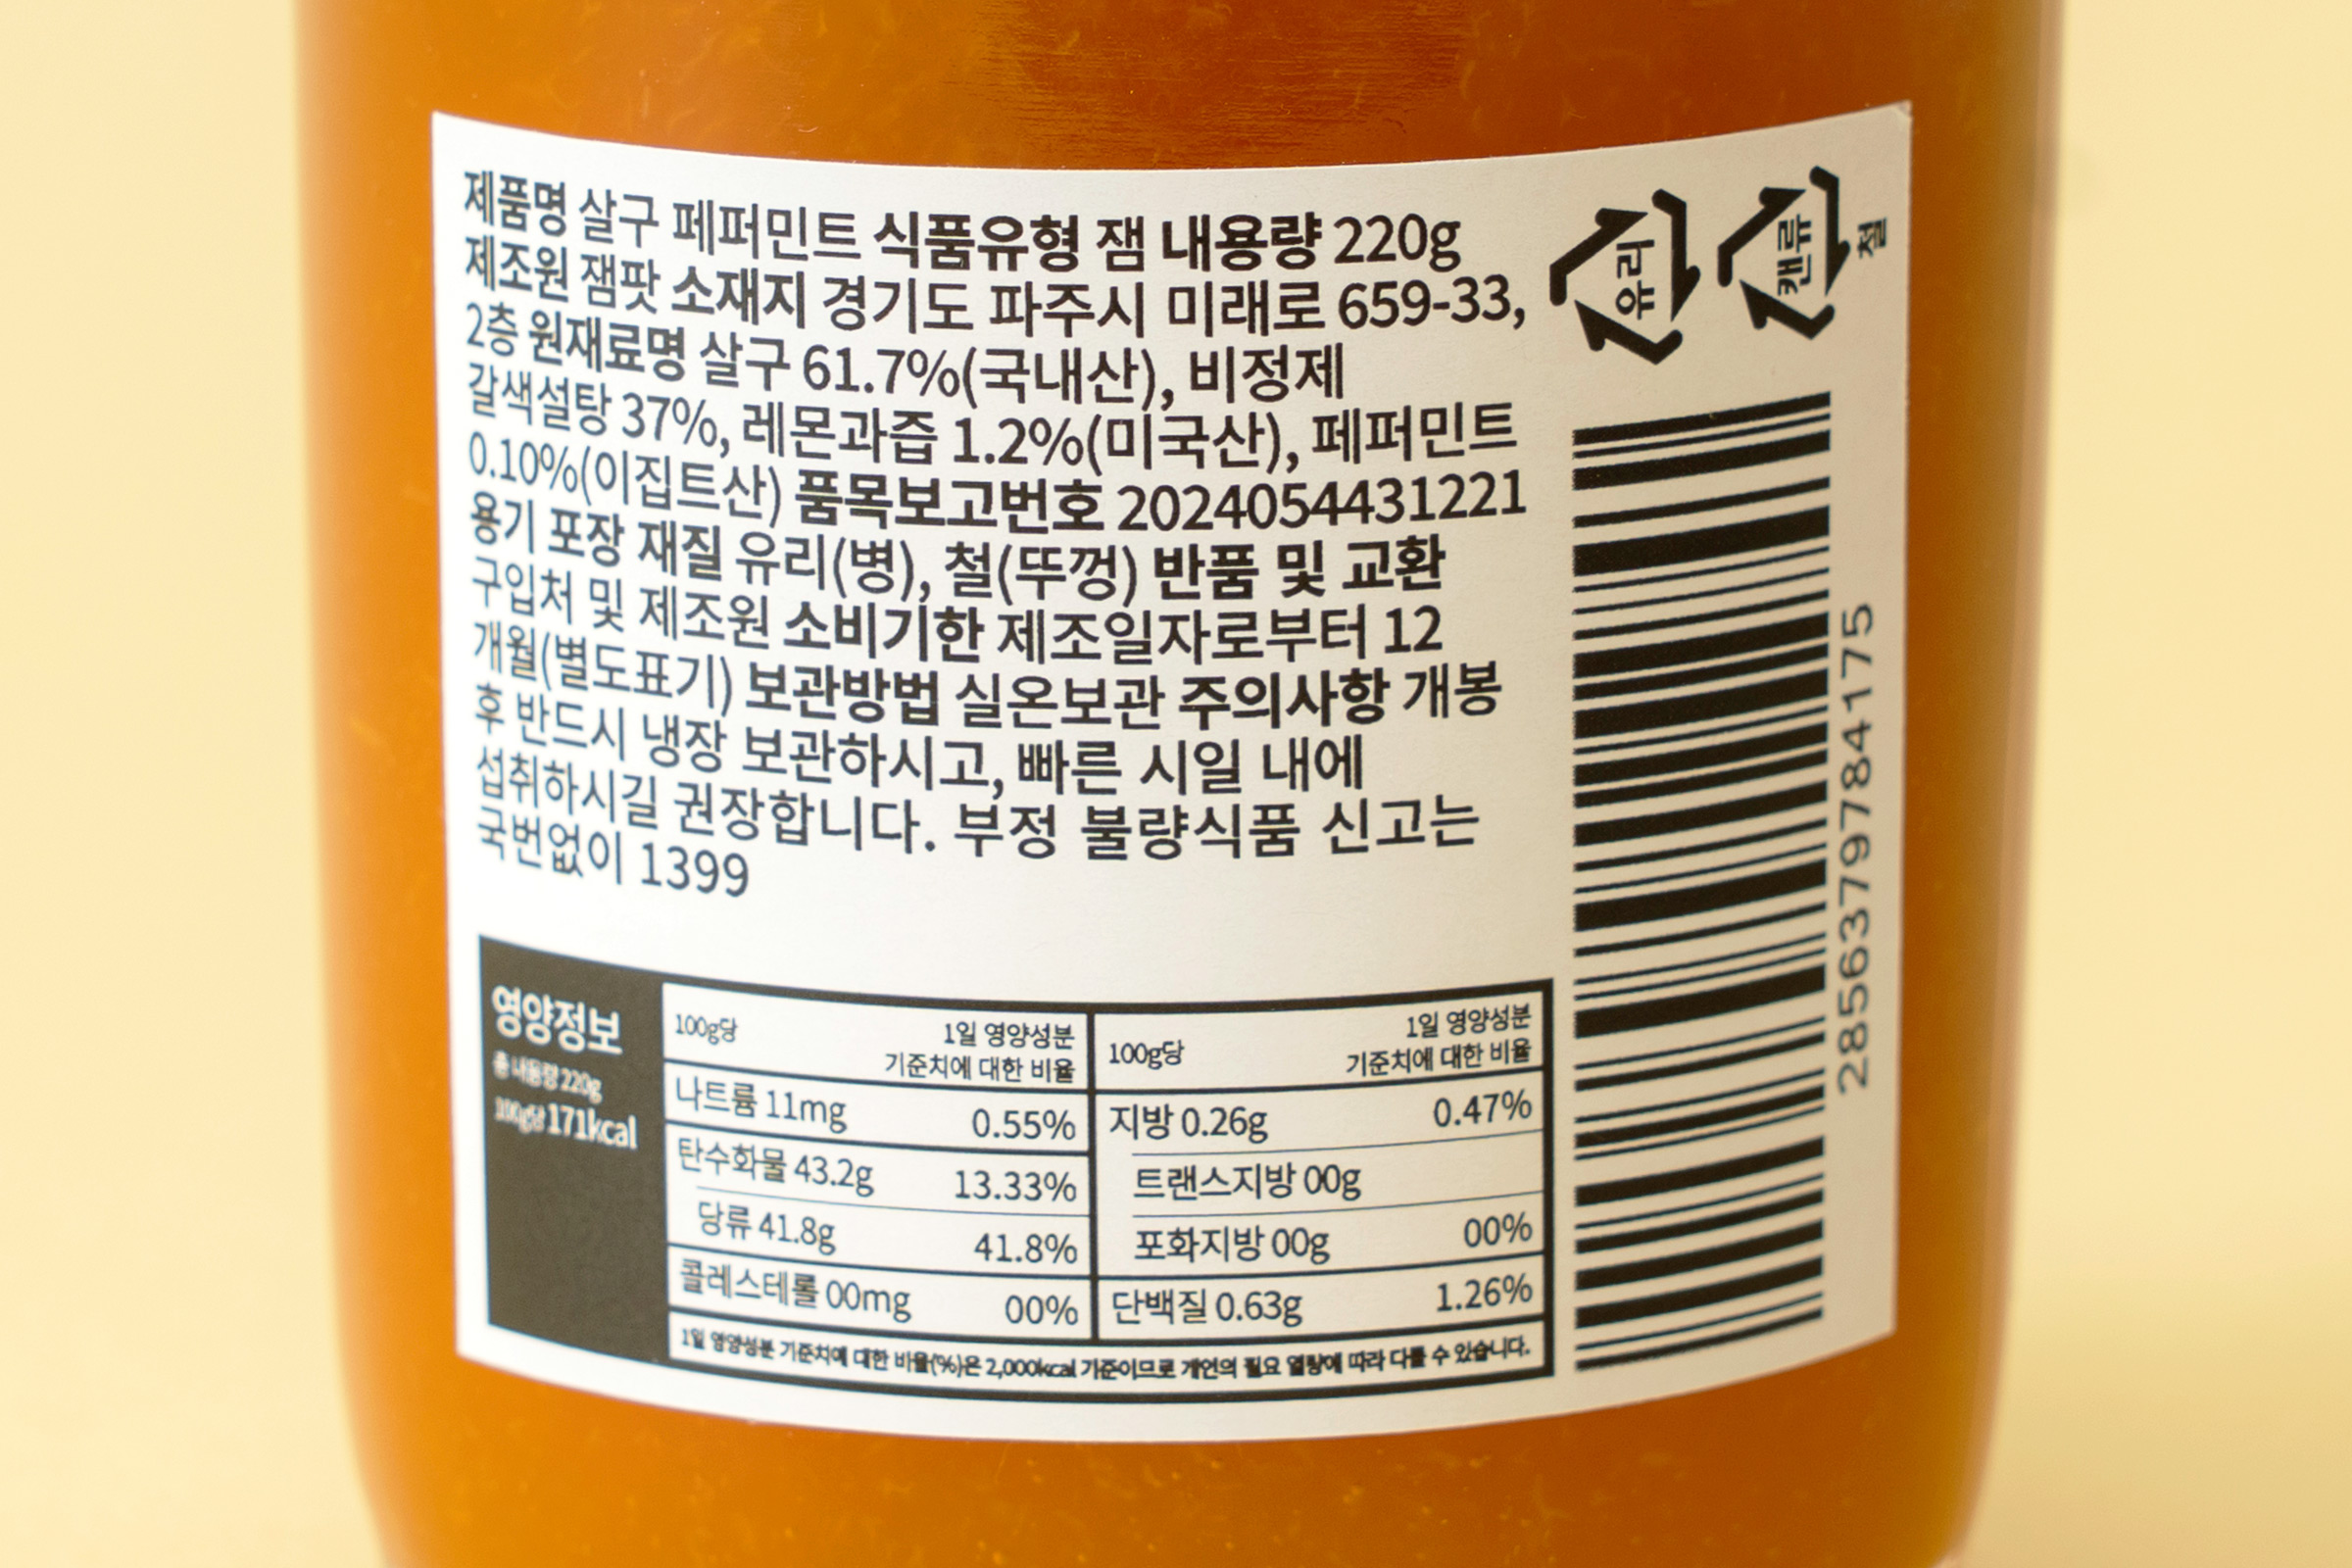 제품명 살구 페퍼민트 식품유형 잼 내용량 220g
제조원 잼팟 소재지 경기도 파주시 미래로 659-33,
2층 원재료명 살구 61.7%(국내산), 비정제
갈색설탕 37%, 레몬과즙 1.2%(미국산), 페퍼민트
0.10%(이집트산) 품목보고번호 2024054431221
용기 포장 재질 유리(병), 철(뚜껑) 반품 및 교환
구입처 및 제조원 소비기한 제조일자로부터 12
개월(별도표기) 보관방법 실온보관 주의사항 개봉
후 반드시 냉장 보관하시고, 빠른 시일 내에
섭취하시길 권장합니다. 부정 불량식품 신고는
국번없이 1399
유리
캔류
철
2856379784175
영양정보
총 내용량 220g
100g당 171kcal
100g당 1일 영양성분
기준치에 대한 비율
나트륨 11mg 0.55%
탄수화물 43.2g 13.33%
당류 41.8g 41.8%
콜레스테롤 00mg 00%
100g당 1일 영양성분
기준치에 대한 비율
지방 0.26g 0.47%
트랜스지방 00g
포화지방 00g 00%
단백질 0.63g 1.26%
1일 영양성분 기준치에 대한 비율(%)은 2,000kcal 기준이므로 개인의 필요 열량에 따라 다를 수 있습니다.